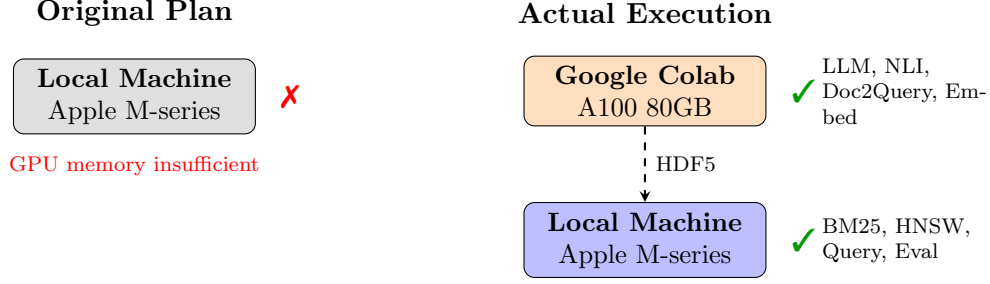 Original Plan
Local Machine
Apple M-series
✗
GPU memory insufficient
Actual Execution
Google Colab
A100 80GB
✓
LLM, NLI,
Doc2Query, Em-
bed
HDF5
Local Machine
Apple M-series
✓
BM25, HNSW,
Query, Eval